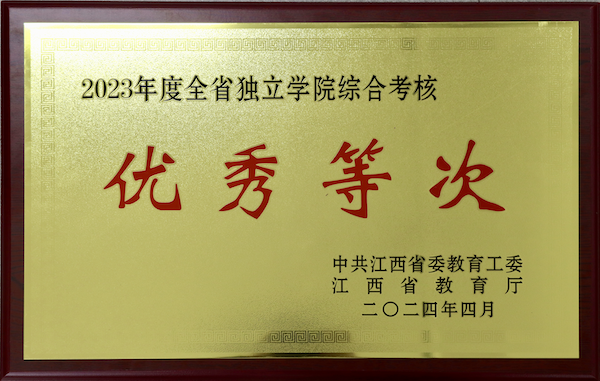 2023年度全省独立学院综合考核
优秀等次
中共江西省委教育工委
江西省教育厅
二〇二四年四月